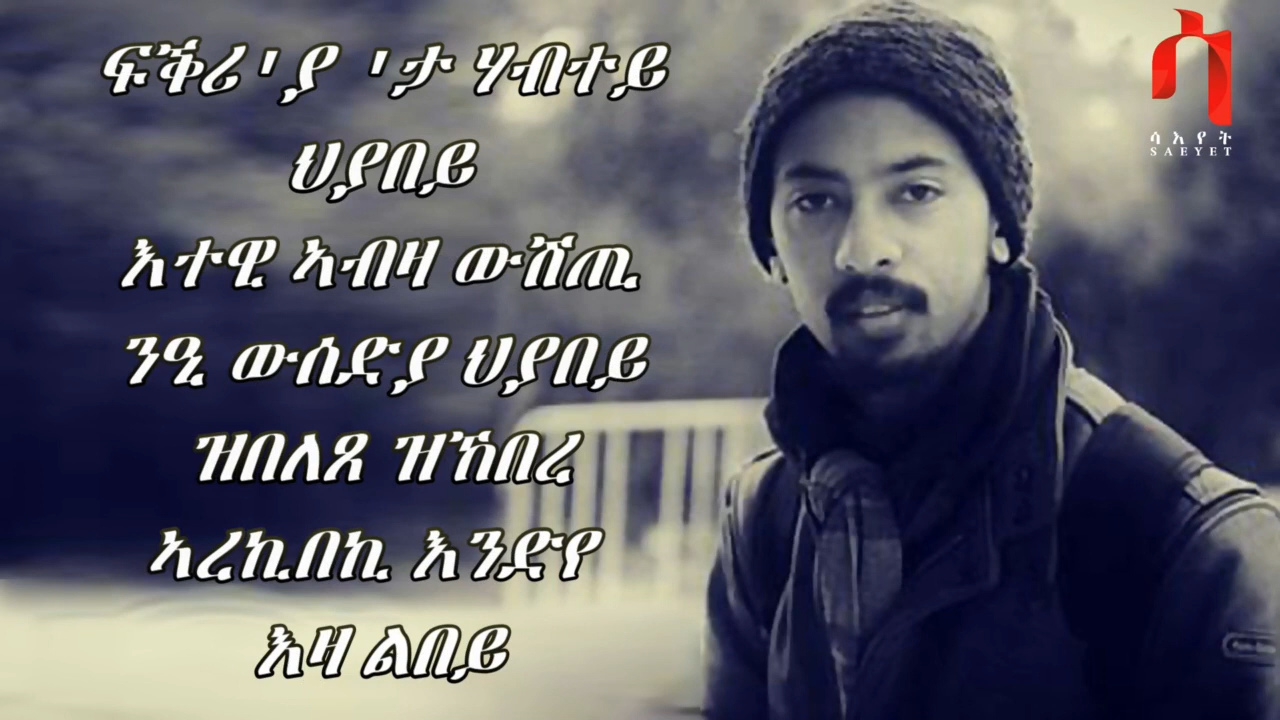 ፍቕሪ'ያ 'ታ ሃብተይ
ህያበይ
እተዊ ኣብዛ ውሽጢ
ንዒ ውሰድያ ህያበይ
ዝበለጸ ዝኸበረ
ኣረኪበኪ እንድየ
እዛ ልበይ
ሳእየት
SAEYET